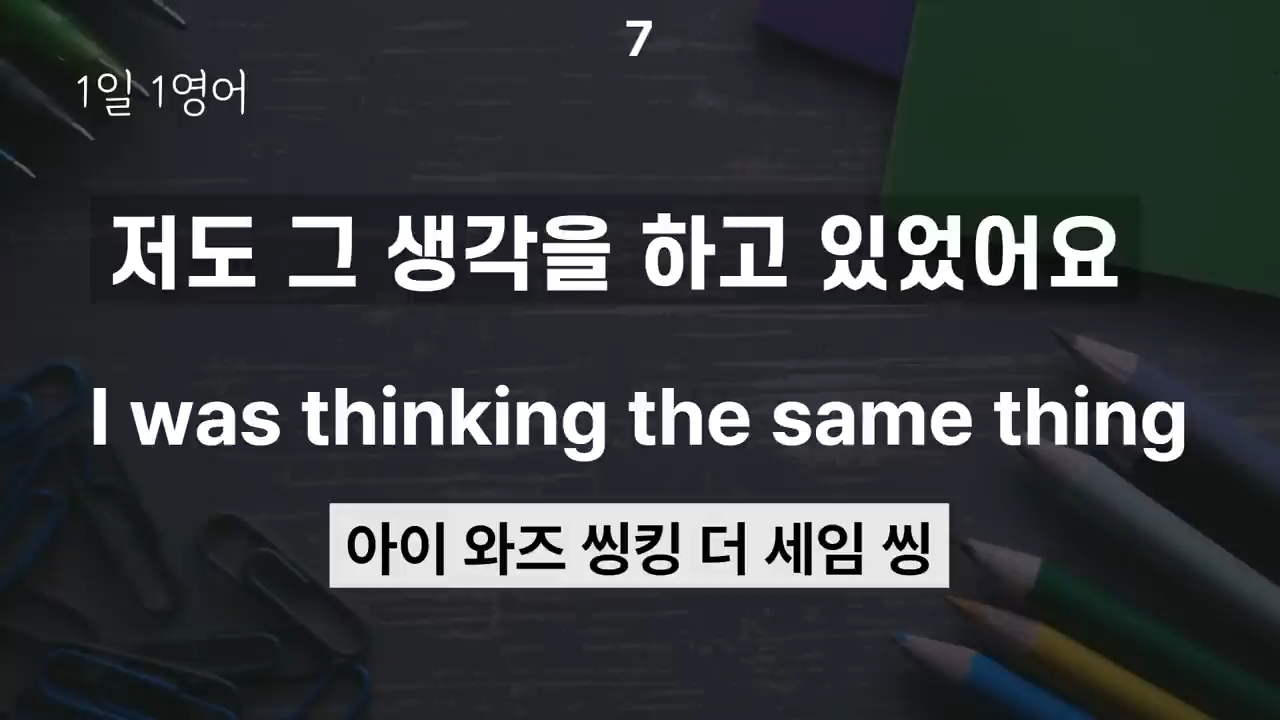 7
1일 1영어
저도 그 생각을 하고 있었어요
I was thinking the same thing
아이 와즈 씽킹 더 세임 씽